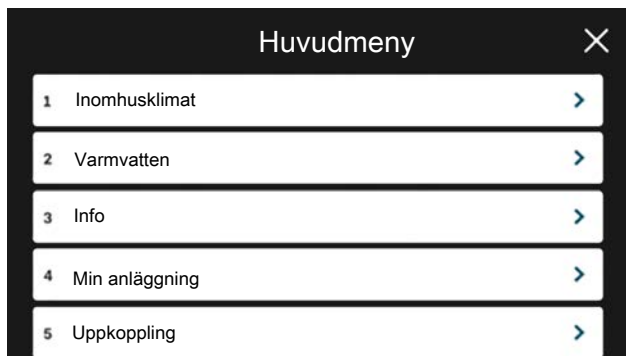 Huvudmeny
1 Inomhusklimat
2 Varmvatten
3 Info
4 Min anläggning
5 Uppkoppling